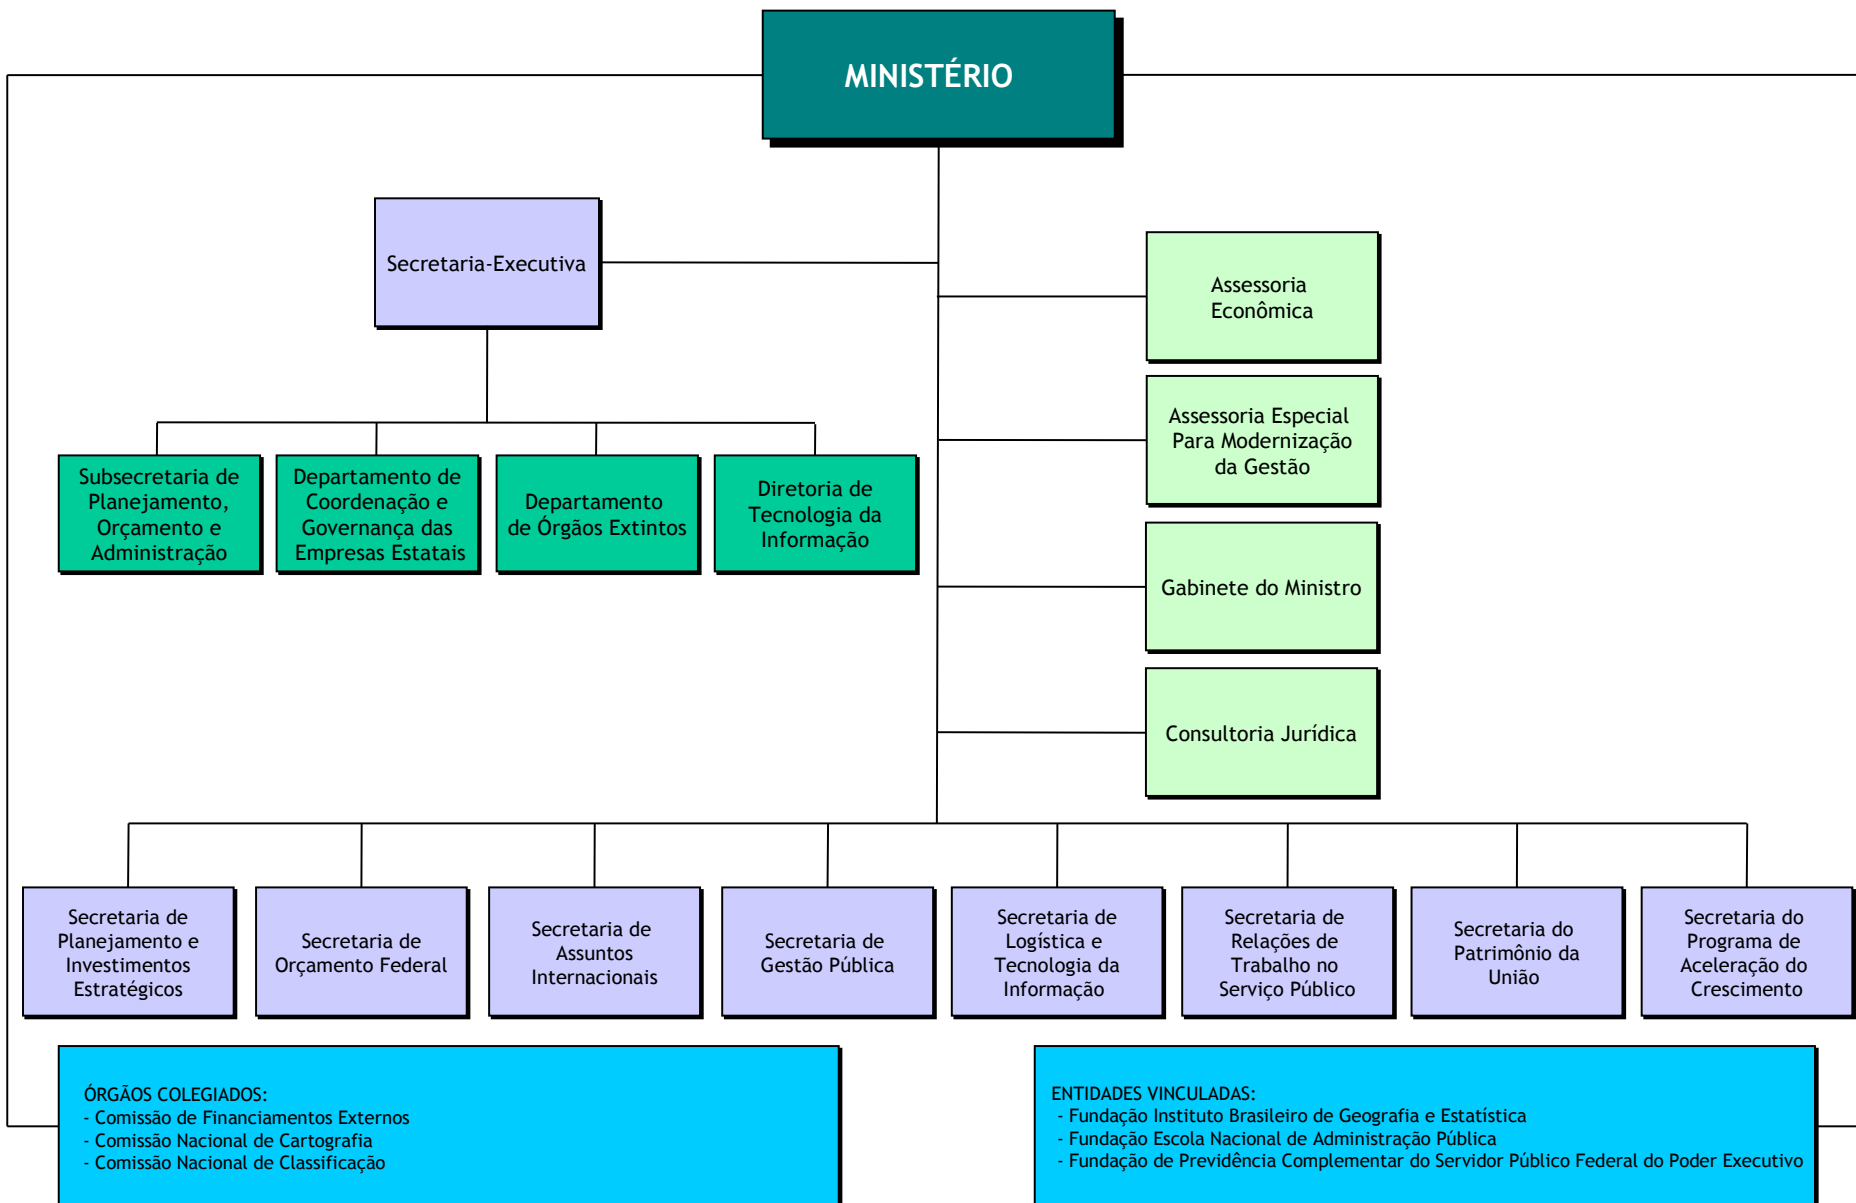 MINISTÉRIO
Secretaria-Executiva
Assessoria
Econômica
Assessoria Especial
Para Modernização
da Gestão
Subsecretaria de
Planejamento,
Orçamento e
Administração
Departamento de
Coordenação e
Governança das
Empresas Estatais
Departamento
de Órgãos Extintos
Diretoria de
Tecnologia da
Informação
Gabinete do Ministro
Consultoria Jurídica
Secretaria de
Planejamento e
Investimentos
Estratégicos
Secretaria de
Orçamento Federal
Secretaria de
Assuntos
Internacionais
Secretaria de
Gestão Pública
Secretaria de
Logística e
Tecnologia da
Informação
Secretaria de
Relações de
Trabalho no
Serviço Público
Secretaria do
Patrimônio da
União
Secretaria do
Programa de
Aceleração do
Crescimento
ÓRGÃOS COLEGIADOS:
- Comissão de Financiamentos Externos
- Comissão Nacional de Cartografia
- Comissão Nacional de Classificação
ENTIDADES VINCULADAS:
- Fundação Instituto Brasileiro de Geografia e Estatística
- Fundação Escola Nacional de Administração Pública
- Fundação de Previdência Complementar do Servidor Público Federal do Poder Executivo